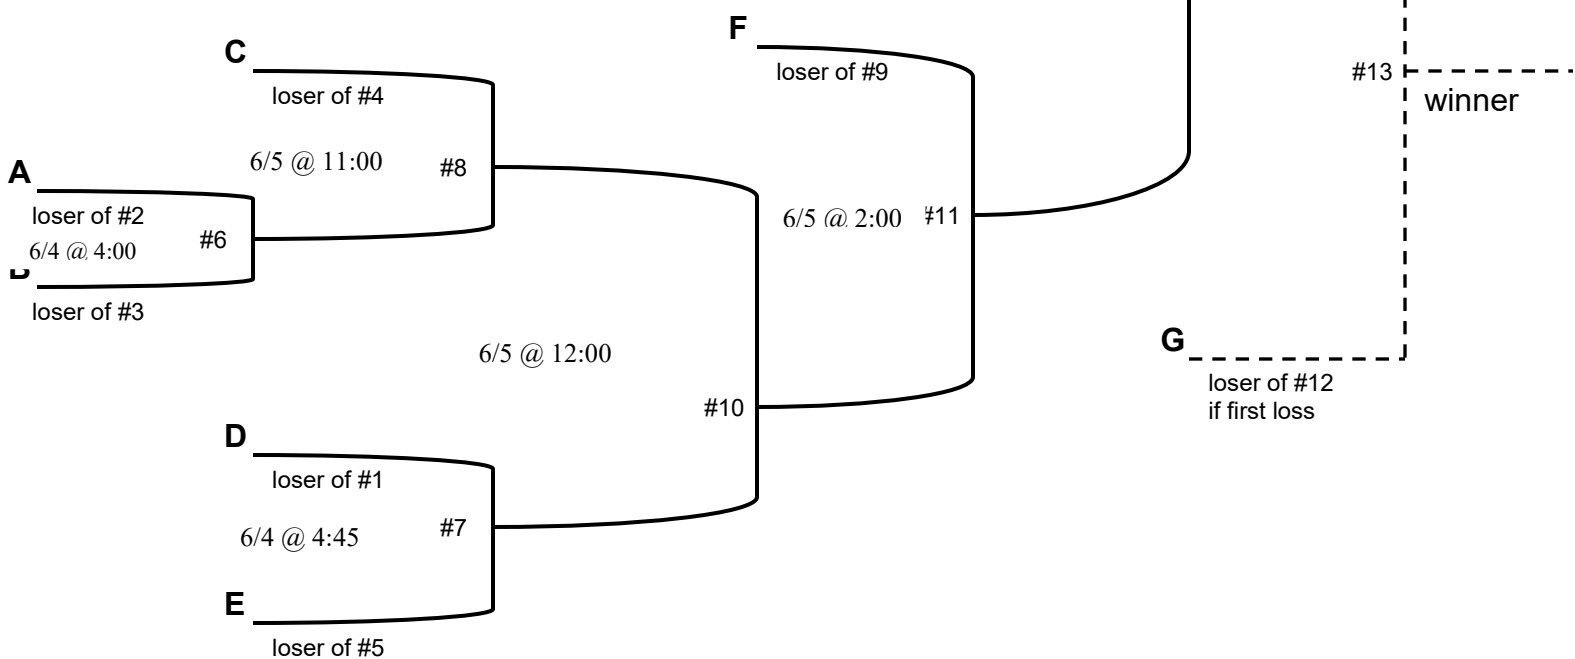 F
C
loser of #9
#13
loser of #4
winner
6/5 @ 11:00
#8
A
loser of #2
6/5 @ 2:00
#11
#6
6/4 @ 4:00
B
loser of #3
G
6/5 @ 12:00
loser of #12
if first loss
#10
D
loser of #1
6/4 @ 4:45
#7
E
loser of #5